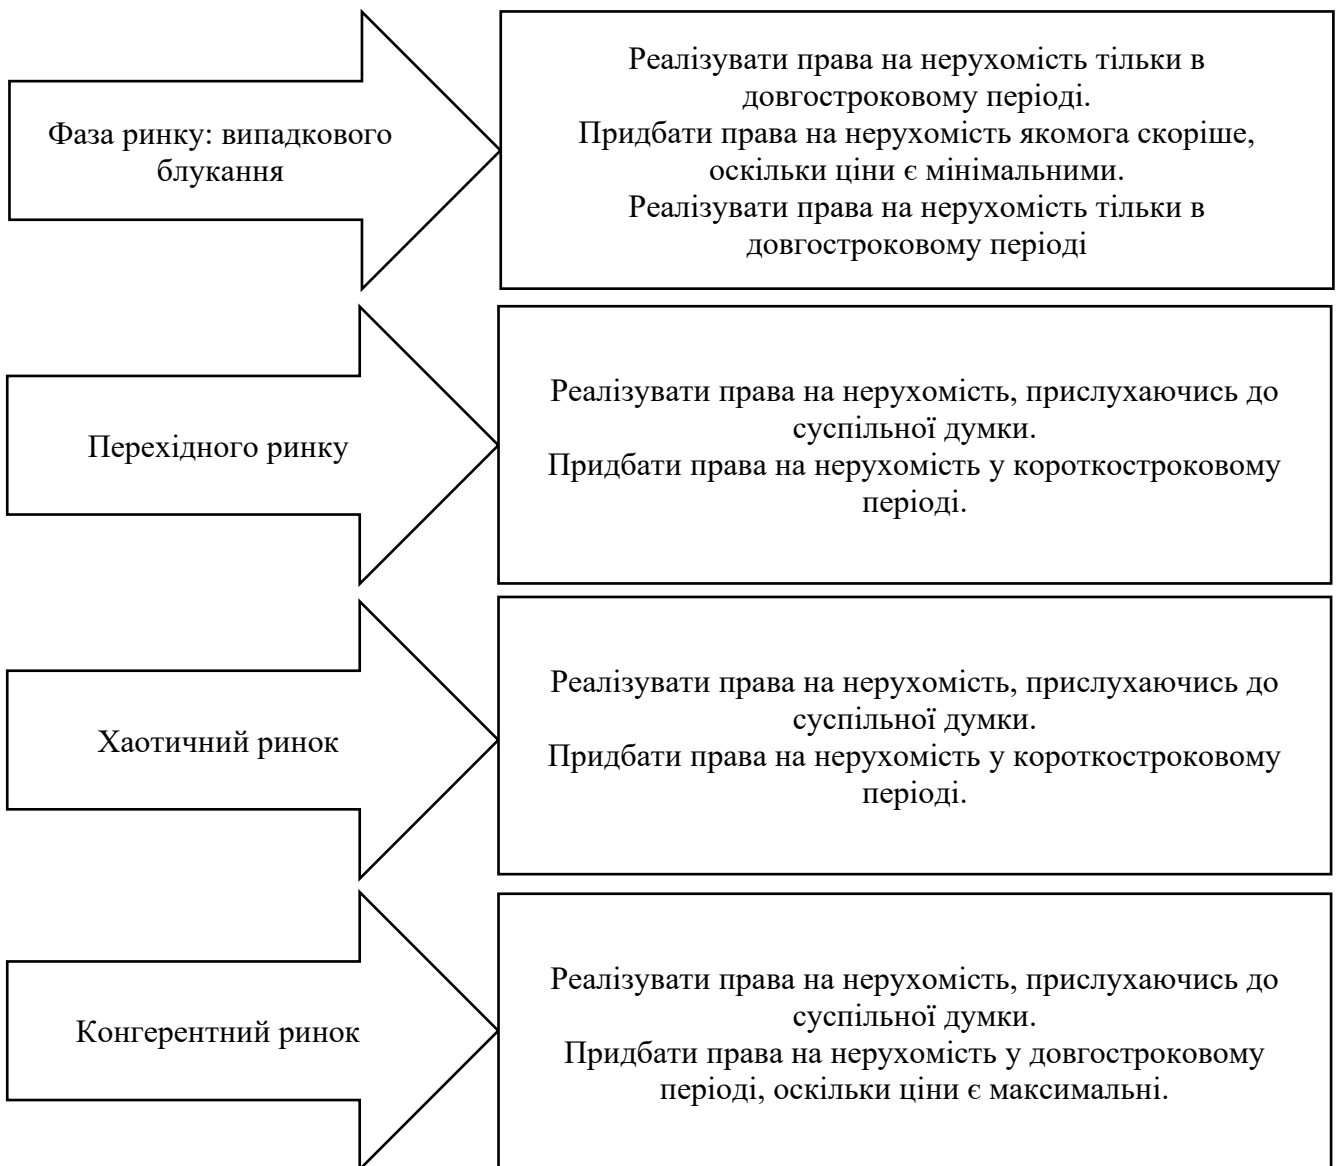 Фаза ринку: випадкового
блукання
Реалізувати права на нерухомість тільки в
довгостроковому періоді.
Придбати права на нерухомість якомога скоріше,
оскільки ціни є мінімальними.
Реалізувати права на нерухомість тільки в
довгостроковому періоді
Перехідного ринку
Реалізувати права на нерухомість, прислухаючись до
суспільної думки.
Придбати права на нерухомість у короткостроковому
періоді.
Хаотичний ринок
Реалізувати права на нерухомість, прислухаючись до
суспільної думки.
Придбати права на нерухомість у короткостроковому
періоді.
Конгерентний ринок
Реалізувати права на нерухомість, прислухаючись до
суспільної думки.
Придбати права на нерухомість у довгостроковому
періоді, оскільки ціни є максимальні.